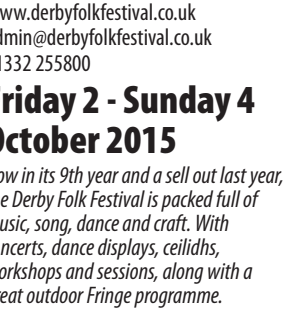 ww.derbyfolkfestival.co.uk
dmin@derbyfolkfestival.co.uk
1332 255800
riday 2 - Sunday 4
October 2015
ow in its 9th year and a sell out last year,
e Derby Folk Festival is packed full of
usic, song, dance and craft. With
ncerts, dance displays, ceilidhs,
orkshops and sessions, along with a
eat outdoor Fringe programme.